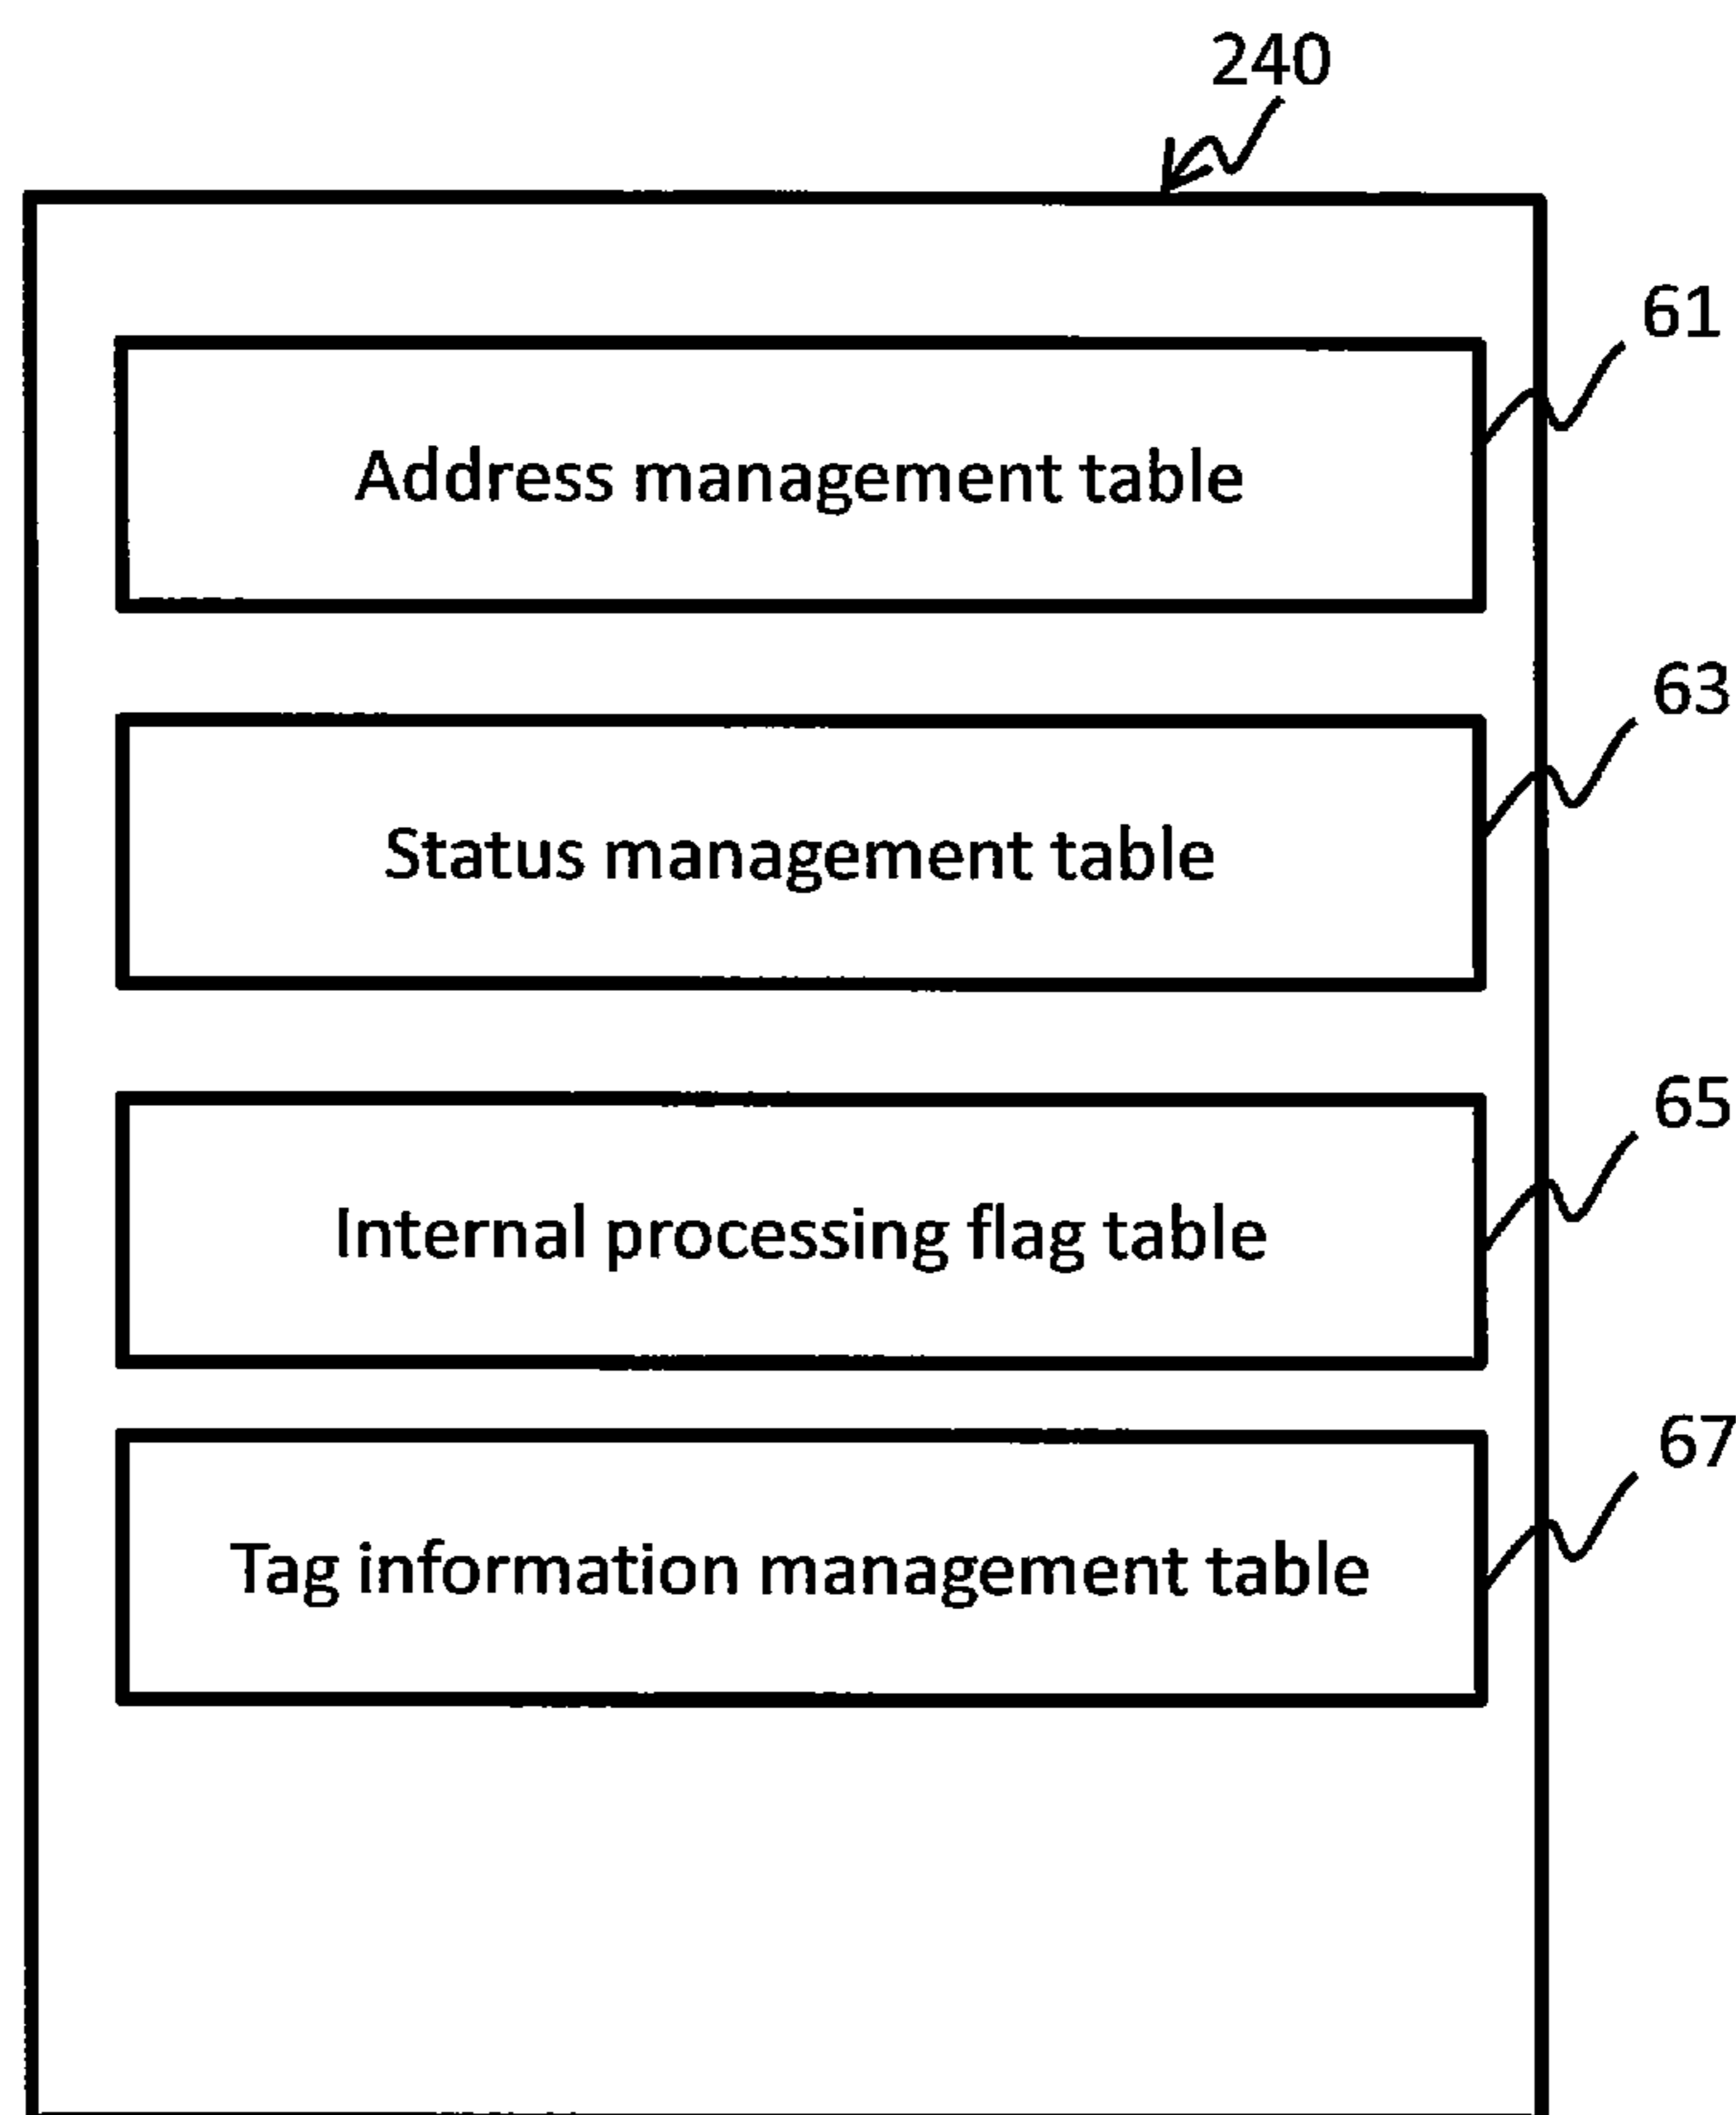 240
61
Address management table
63
Status management table
65
Internal processing flag table
67
Tag information management table